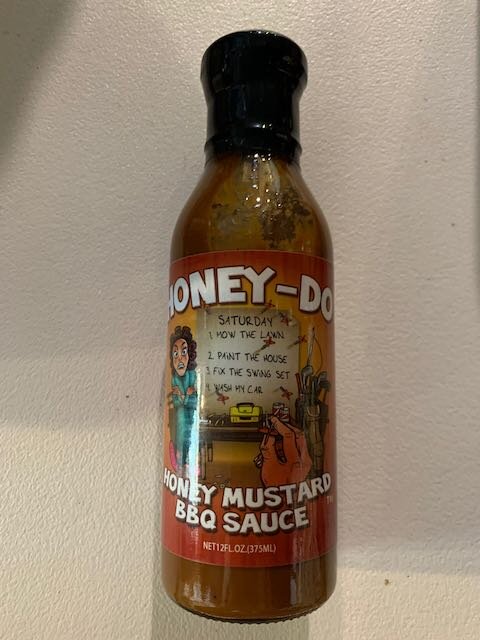 HONEY-DO
SATURDAY
1 MOW THE LAWN
2. PAINT THE HOUSE
3. FIX THE SWING SET
4. WASH MY CAR
HONEY MUSTARD
BBQ SAUCE
TM
NET12FL.OZ.(375ML)